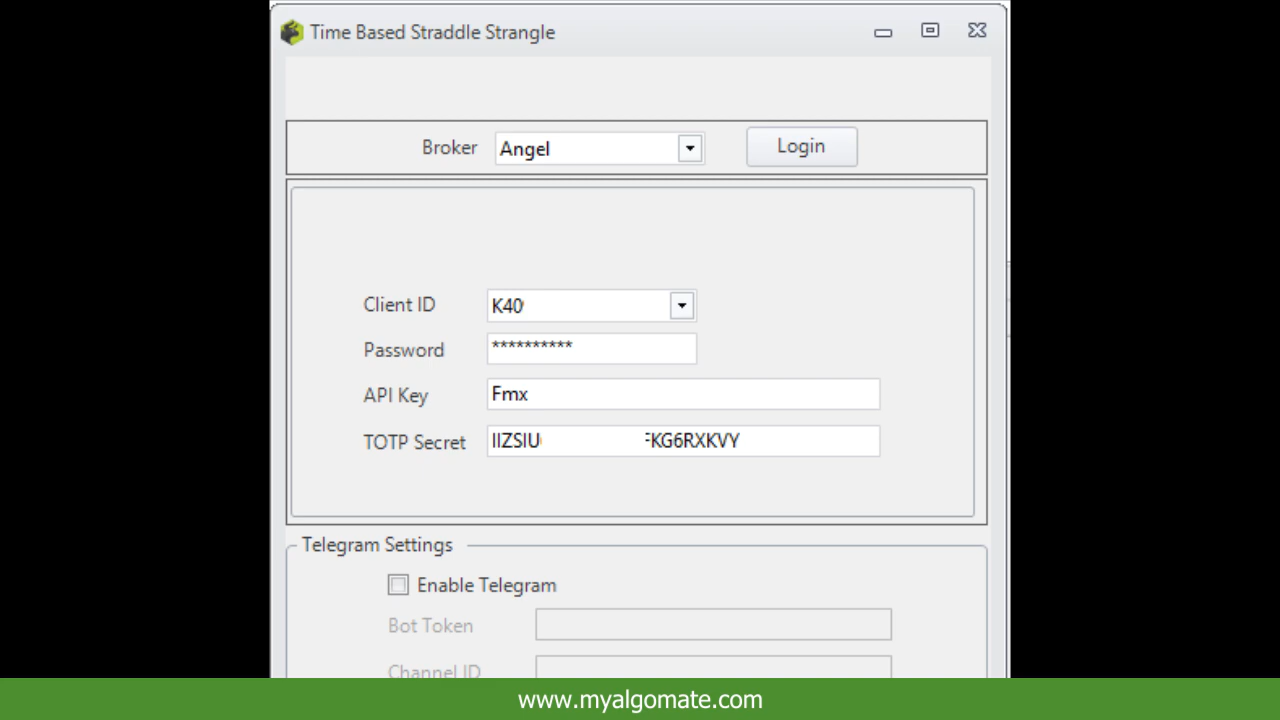 Time Based Straddle Strangle
Broker Angel Login
Client ID K40
Password **********
API Key Fmx
TOTP Secret IIZSIU FKG6RXKVY
Telegram Settings
Enable Telegram
Bot Token
Channel ID
www.myalgomate.com